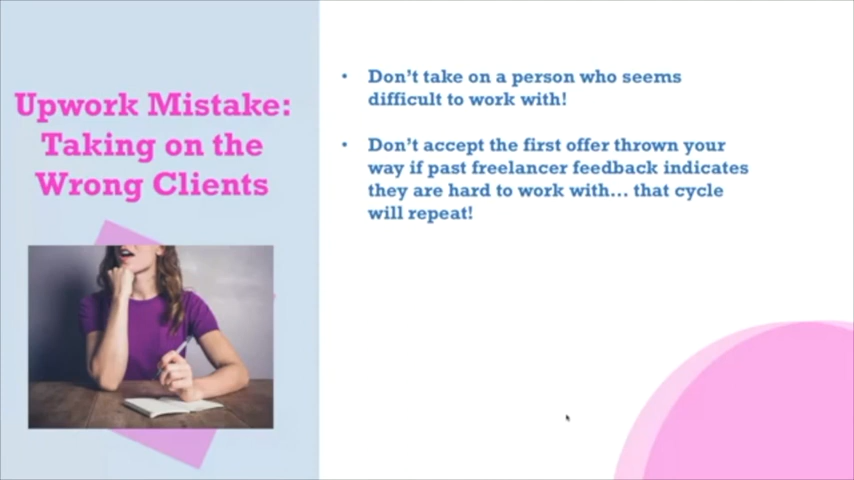 Upwork Mistake:
Taking on the
Wrong Clients
• Don't take on a person who seems
difficult to work with!
• Don't accept the first offer thrown your
way if past freelancer feedback indicates
they are hard to work with... that cycle
will repeat!